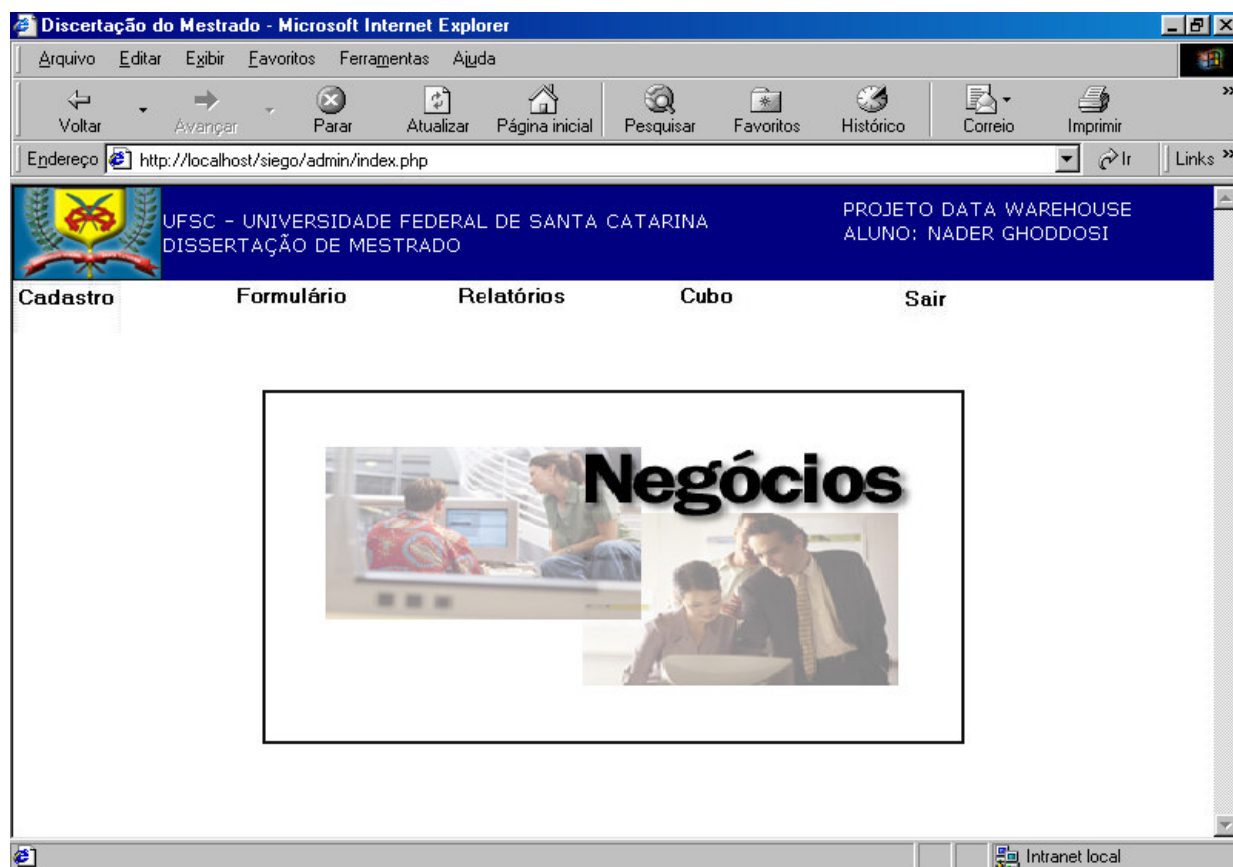 Discertação do Mestrado - Microsoft Internet Explorer
Arquivo Editar Exibir Favoritos Ferramentas Ajuda
Voltar Avançar Parar Atualizar Página inicial Pesquisar Favoritos Histórico Correio Imprimir »
Endereço http://localhost/siego/admin/index.php Ir Links »
UFSC - UNIVERSIDADE FEDERAL DE SANTA CATARINA
DISSERTAÇÃO DE MESTRADO
PROJETO DATA WAREHOUSE
ALUNO: NADER GHODDOSI
Cadastro Formulário Relatórios Cubo Sair
Negócios
Intranet local